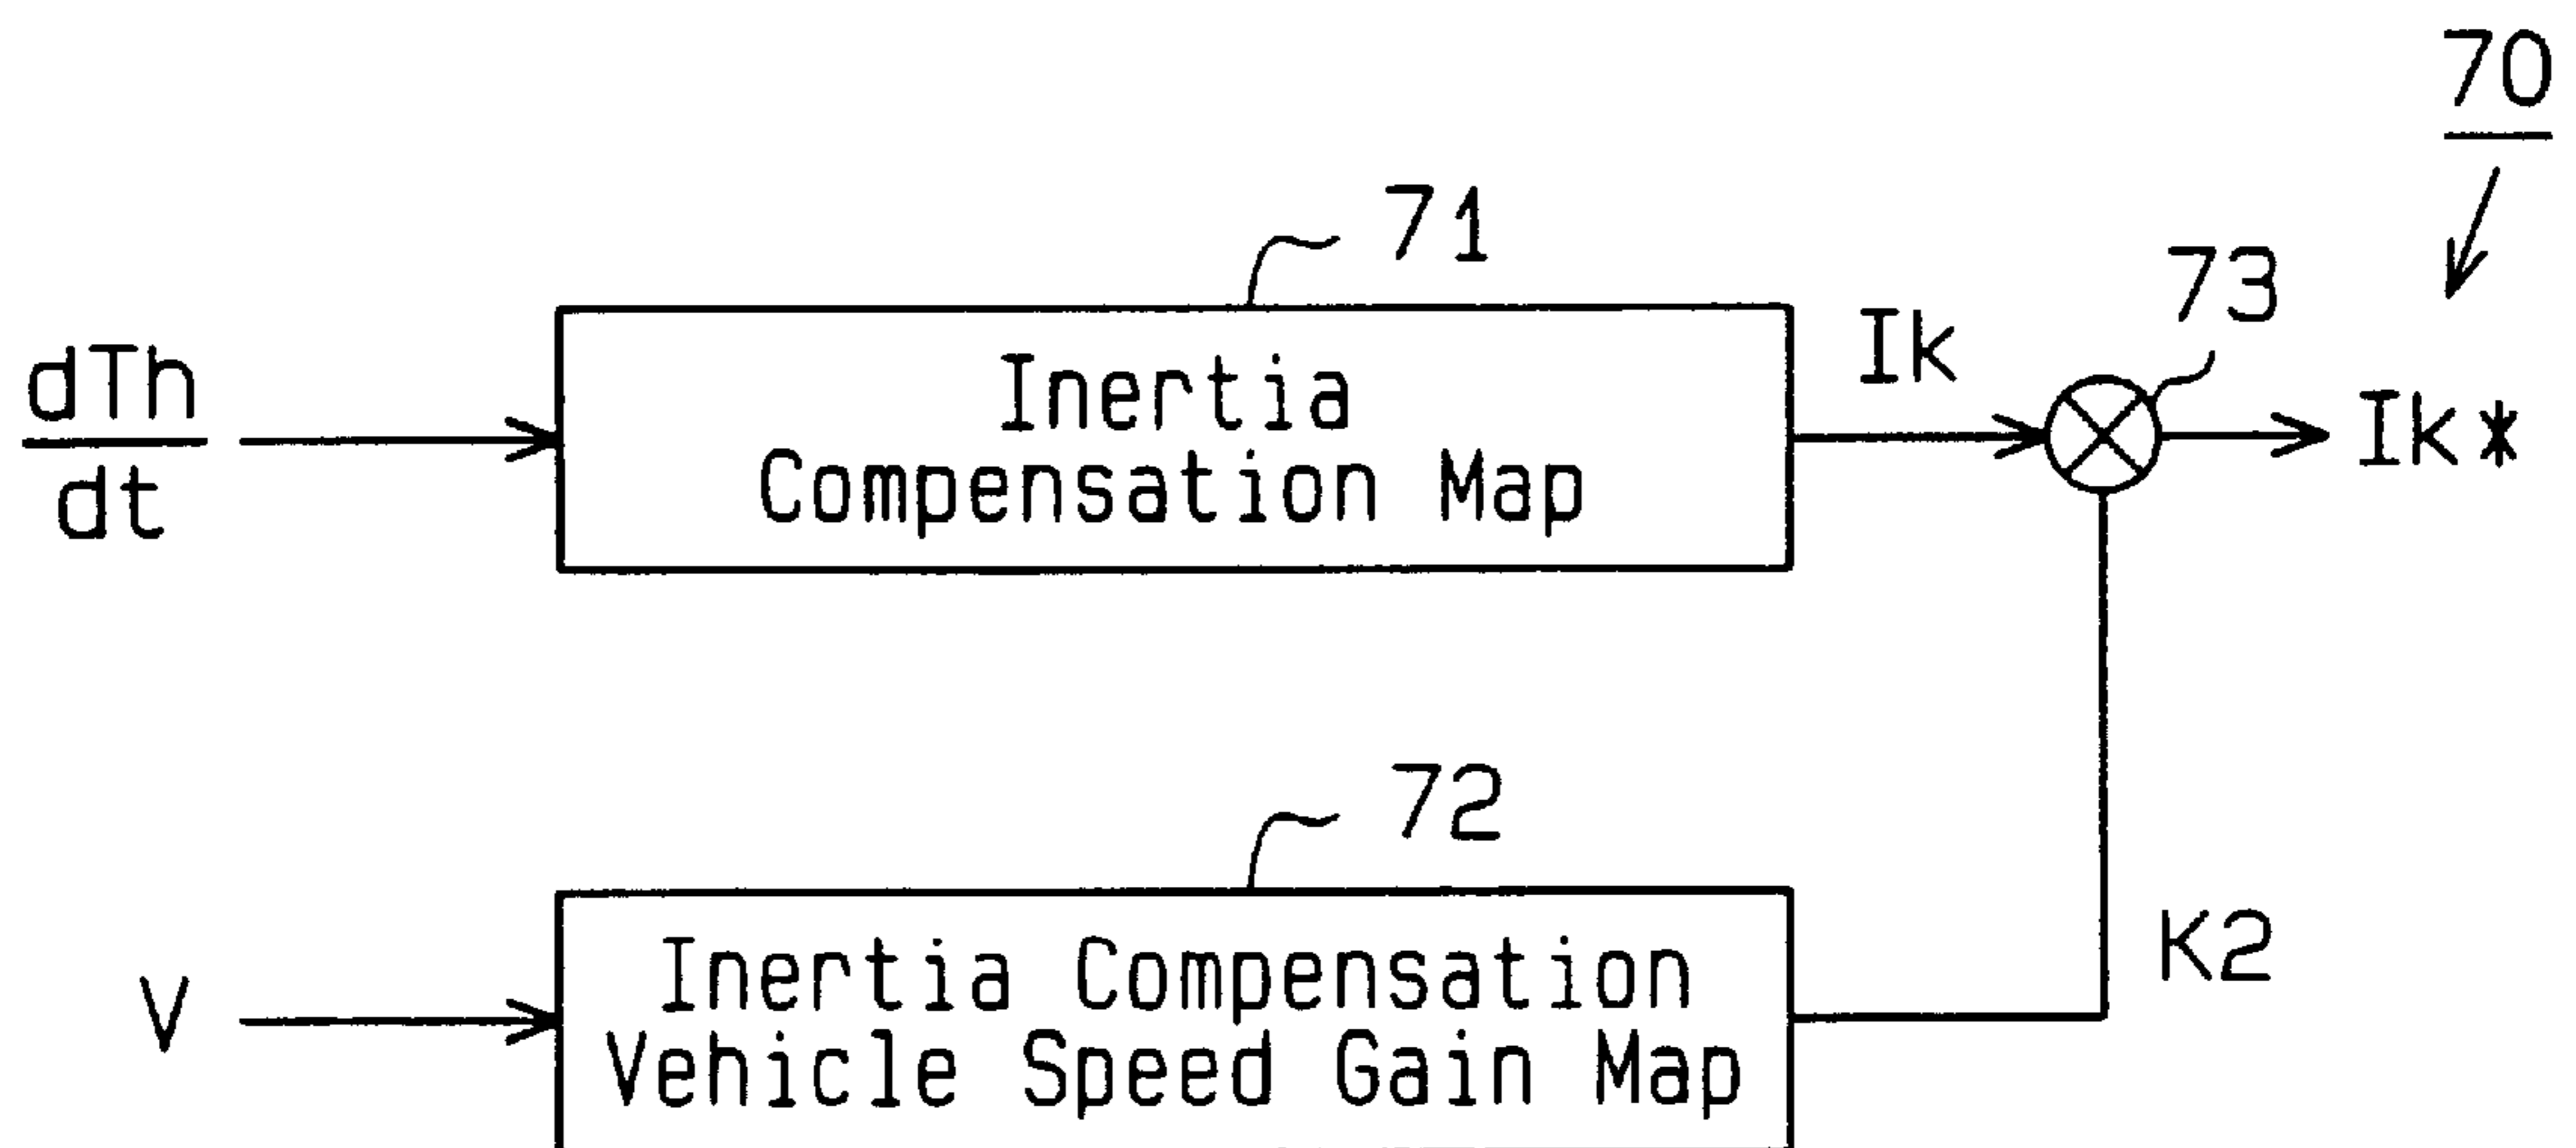 70
71
73
dTh
dt
Inertia
Compensation Map
Ik
Ik*
72
V
Inertia Compensation
Vehicle Speed Gain Map
K2